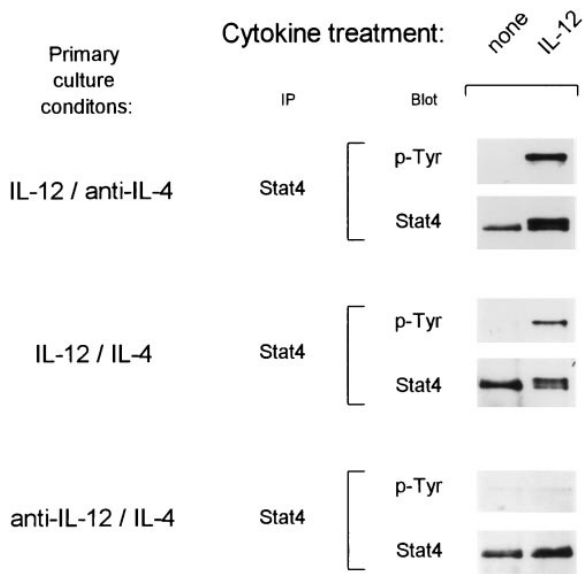 Cytokine treatment:
none
IL-12
Primary
culture
conditons:
IP
Blot
IL-12 / anti-IL-4
Stat4
p-Tyr
Stat4
IL-12 / IL-4
Stat4
p-Tyr
Stat4
anti-IL-12 / IL-4
Stat4
p-Tyr
Stat4